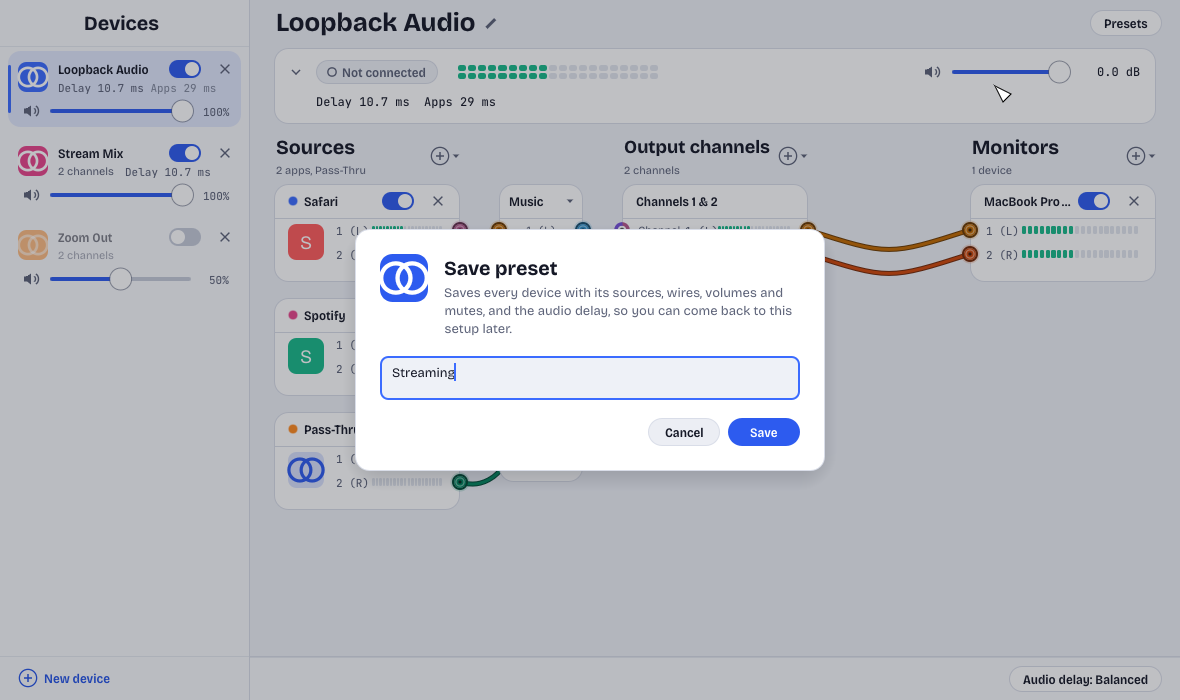 Devices
Loopback Audio
Delay 10.7 ms Apps 29 ms
100%
Stream Mix
2 channels Delay 10.7 ms
100%
Zoom Out
2 channels
50%
New device
Loopback Audio
Presets
Not connected
0.0 dB
Delay 10.7 ms Apps 29 ms
Sources
2 apps, Pass-Thru
Output channels
2 channels
Monitors
1 device
Safari
S
1 (L)
2
Music
Channels 1 & 2
MacBook Pro...
1 (L)
2 (R)
Spotify
S
1 (
2 (
Pass-Thru
1 (
2 (R)
Save preset
Saves every device with its sources, wires, volumes and
mutes, and the audio delay, so you can come back to this
setup later.
Streaming
Cancel
Save
Audio delay: Balanced